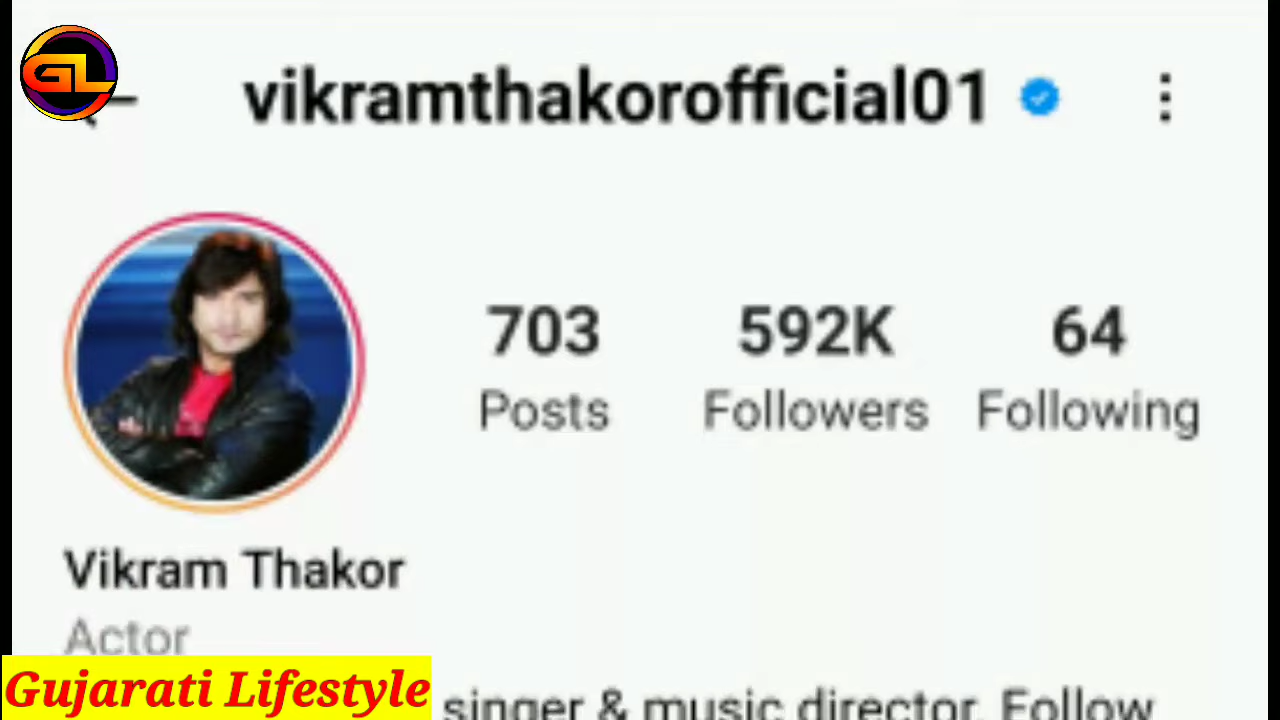 GL
vikramthakorofficial01
703 592K 64
Posts Followers Following
Vikram Thakor
Actor
Gujarati Lifestyle singer & music director. Follow